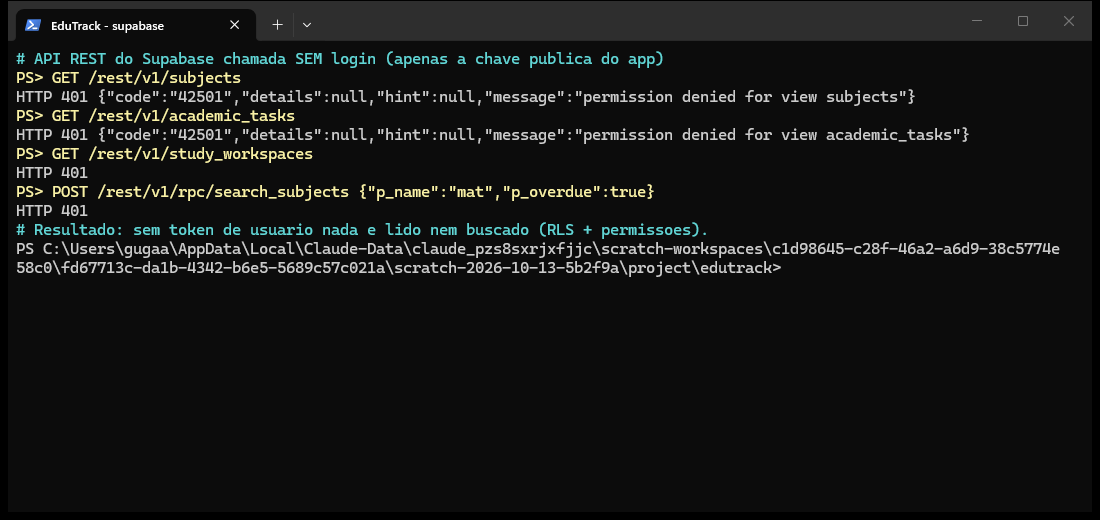 EduTrack - supabase
# API REST do Supabase chamada SEM login (apenas a chave publica do app)
PS> GET /rest/v1/subjects
HTTP 401 {"code":"42501","details":null,"hint":null,"message":"permission denied for view subjects"}
PS> GET /rest/v1/academic_tasks
HTTP 401 {"code":"42501","details":null,"hint":null,"message":"permission denied for view academic_tasks"}
PS> GET /rest/v1/study_workspaces
HTTP 401
PS> POST /rest/v1/rpc/search_subjects {"p_name":"mat","p_overdue":true}
HTTP 401
# Resultado: sem token de usuario nada e lido nem buscado (RLS + permissoes).
PS C:\Users\gugaa\AppData\Local\Claude-Data\claude_pzs8sxrjxfjjc\scratch-workspaces\c1d98645-c28f-46a2-a6d9-38c5774e
58c0\fd67713c-da1b-4342-b6e5-5689c57c021a\scratch-2026-10-13-5b2f9a\project\edutrack>